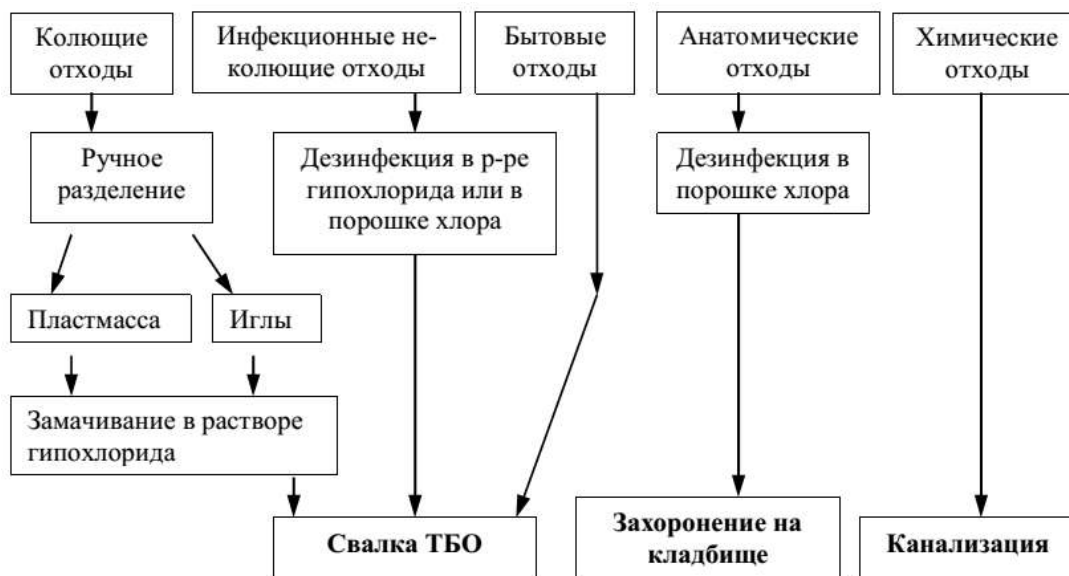 Колющие
отходы
Инфекционные не-
колющие отходы
Бытовые
отходы
Анатомические
отходы
Химические
отходы
Ручное
разделение
Дезинфекция в р-ре
гипохлорида или в
порошке хлора
Дезинфекция в
порошке хлора
Пластмасса
Иглы
Замачивание в растворе
гипохлорида
Свалка ТБО
Захоронение на
кладбище
Канализация